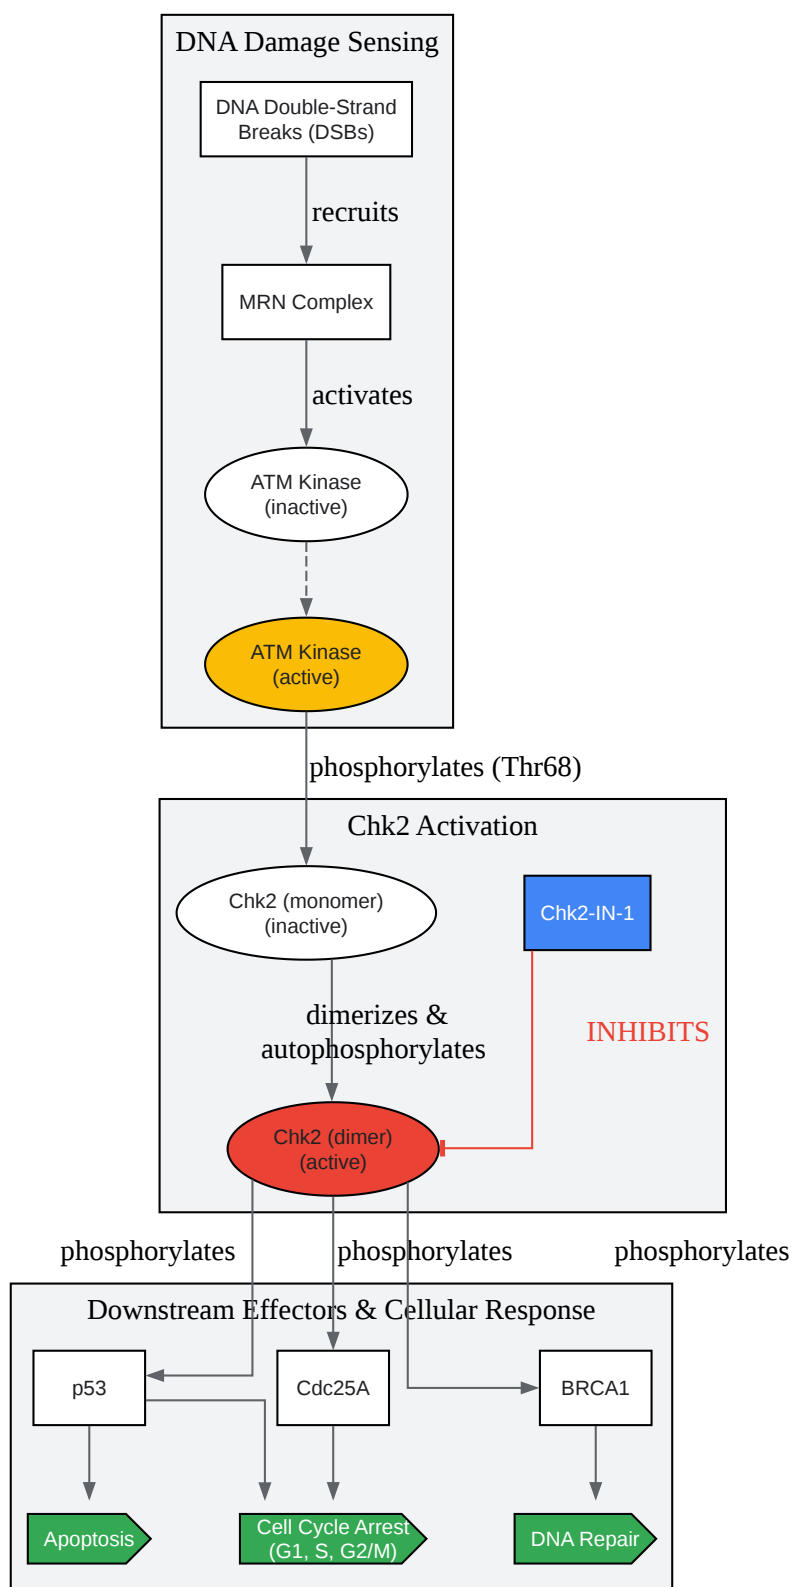 DNA Damage Sensing
DNA Double-Strand
Breaks (DSBs)
recruits
MRN Complex
activates
ATM Kinase
(inactive)
ATM Kinase
(active)
phosphorylates (Thr68)
Chk2 Activation
Chk2 (monomer)
(inactive)
Chk2-IN-1
dimerizes &
autophosphorylates
INHIBITS
Chk2 (dimer)
(active)
phosphorylates
phosphorylates
phosphorylates
Downstream Effectors & Cellular Response
p53
Cdc25A
BRCA1
Apoptosis
Cell Cycle Arrest
(G1, S, G2/M)
DNA Repair